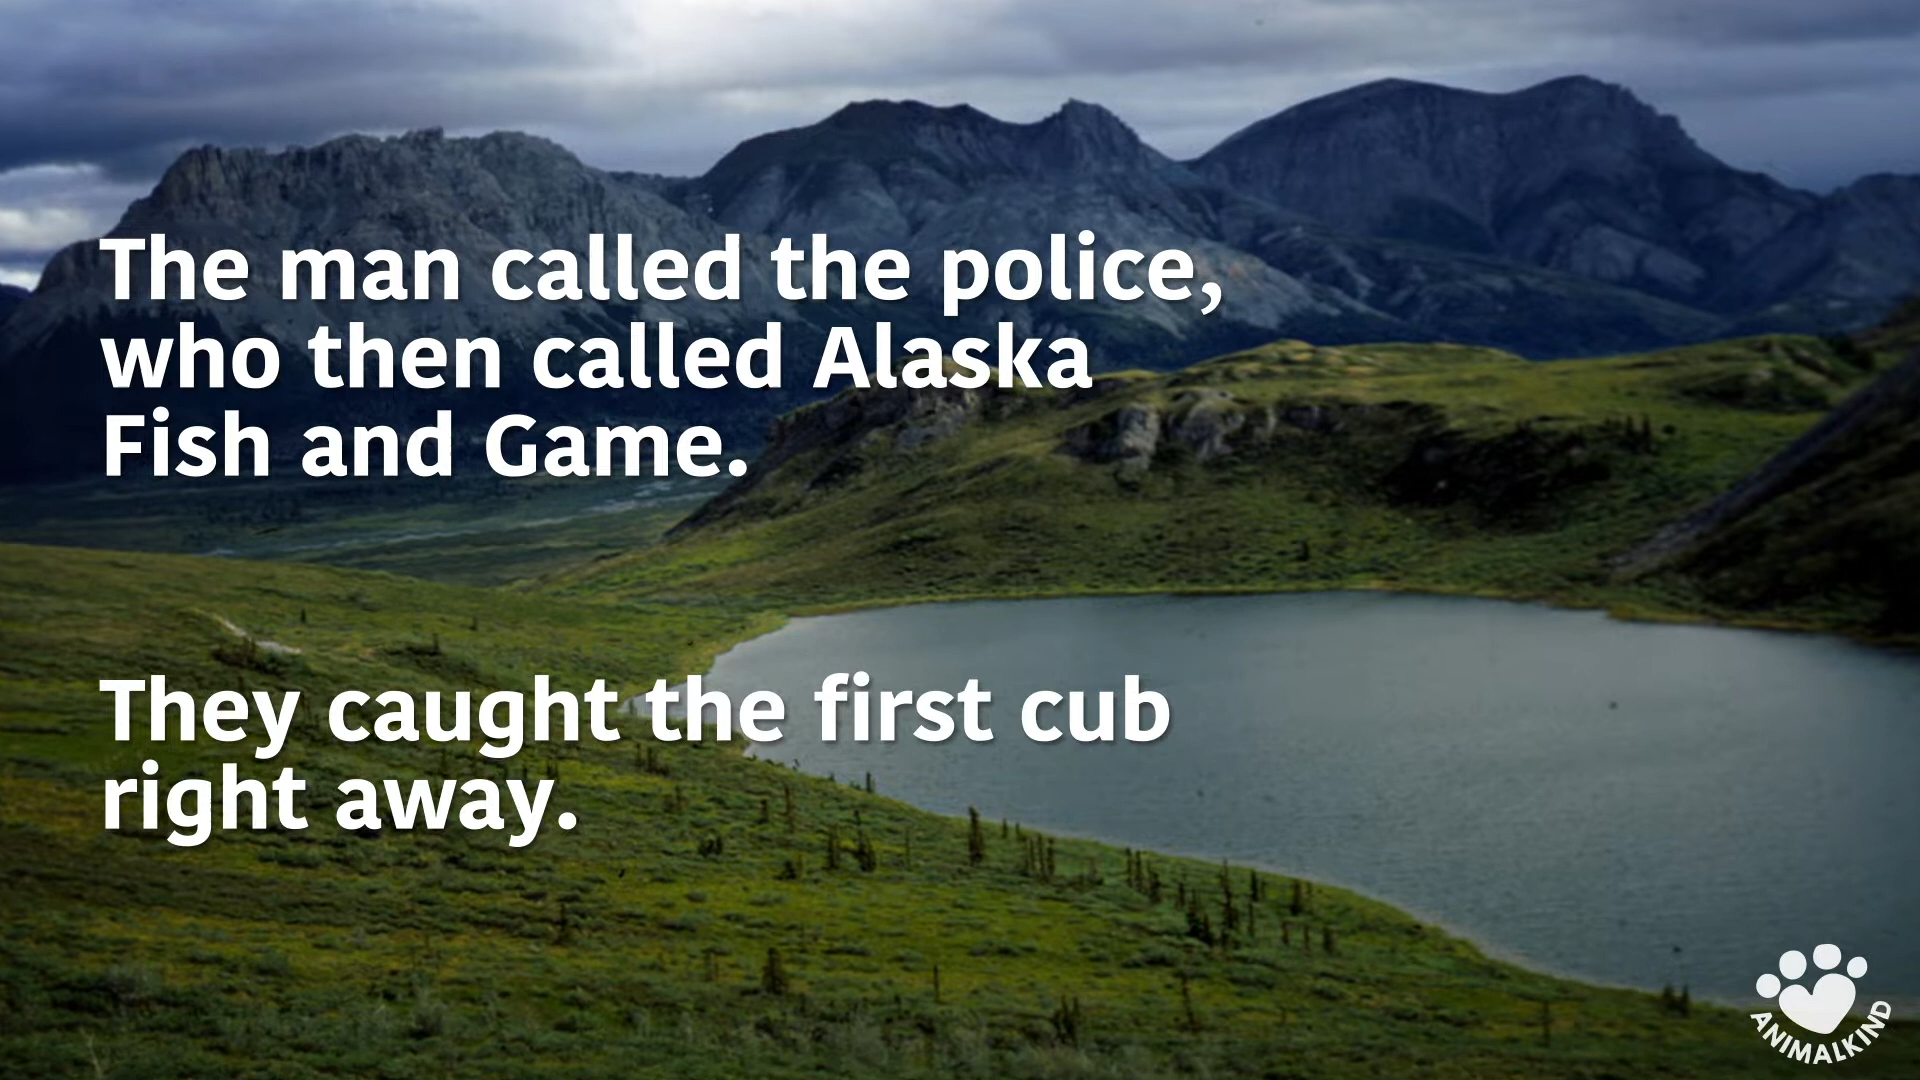 The man called the police,
who then called Alaska
Fish and Game.
They caught the first cub
right away.
ANIMALKIND